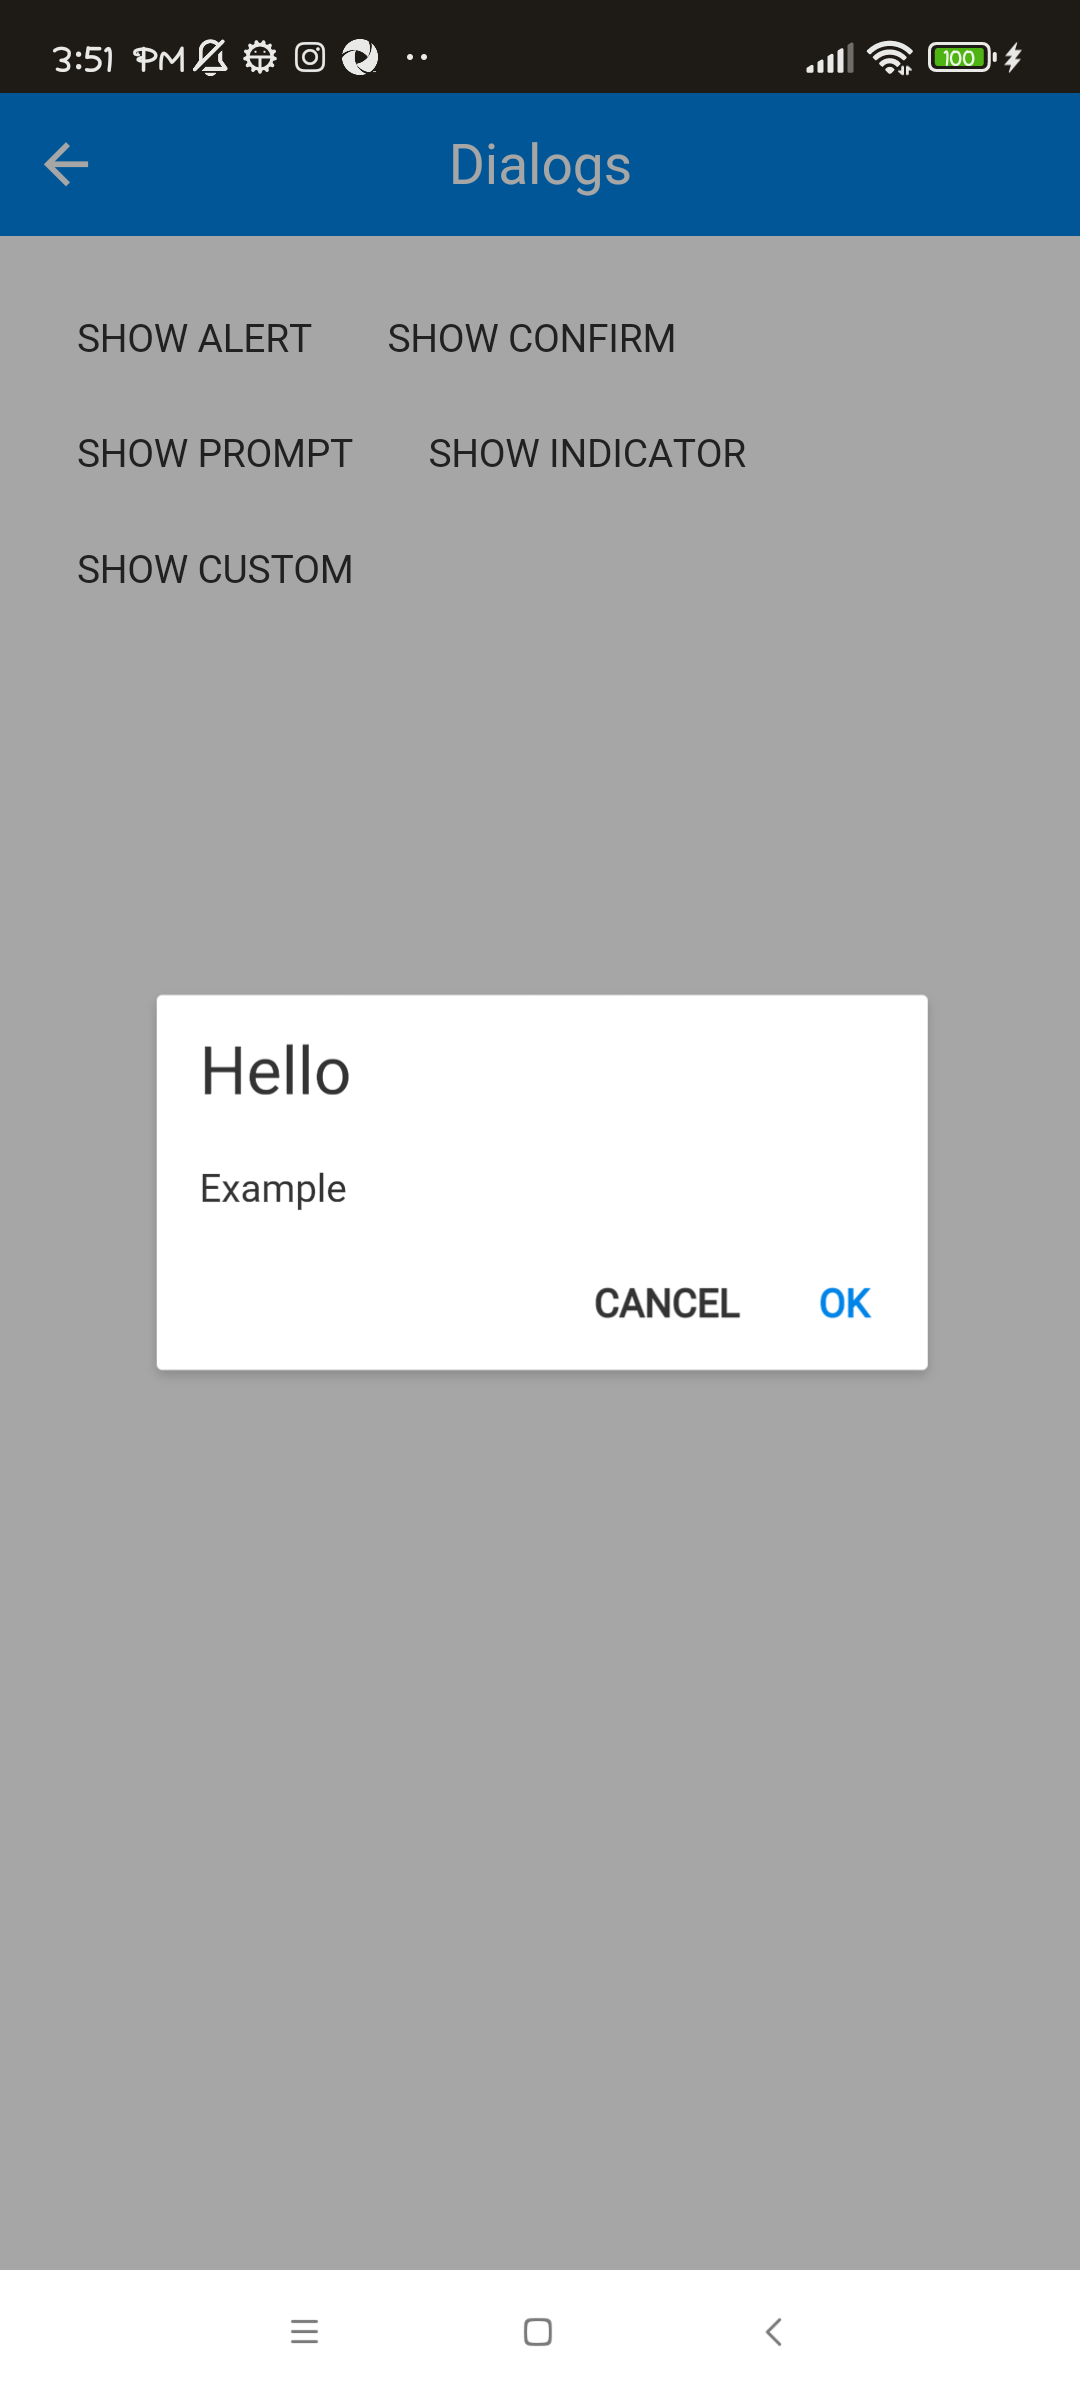 3:51 PM
100
Dialogs
SHOW ALERT SHOW CONFIRM
SHOW PROMPT SHOW INDICATOR
SHOW CUSTOM
Hello
Example
CANCEL OK